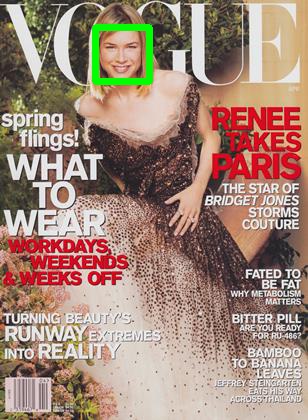 VOGUE
APR
spring
flings!
WHAT
TO
WEAR
WORKDAYS,
WEEKENDS
& WEEKS OFF
TURNING BEAUTY'S
RUNWAY EXTREMES
INTO REALITY
RENEE
TAKES
PARIS
THE STAR OF
BRIDGET JONES
STORMS
COUTURE
FATED TO
BE FAT
WHY METABOLISM
MATTERS
BITTER PILL
ARE YOU READY
FOR RU-486?
BAMBOO
TO BANANA
LEAVES
JEFFREY STEINGARTEN
EATS HIS WAY
ACROSS THAILAND